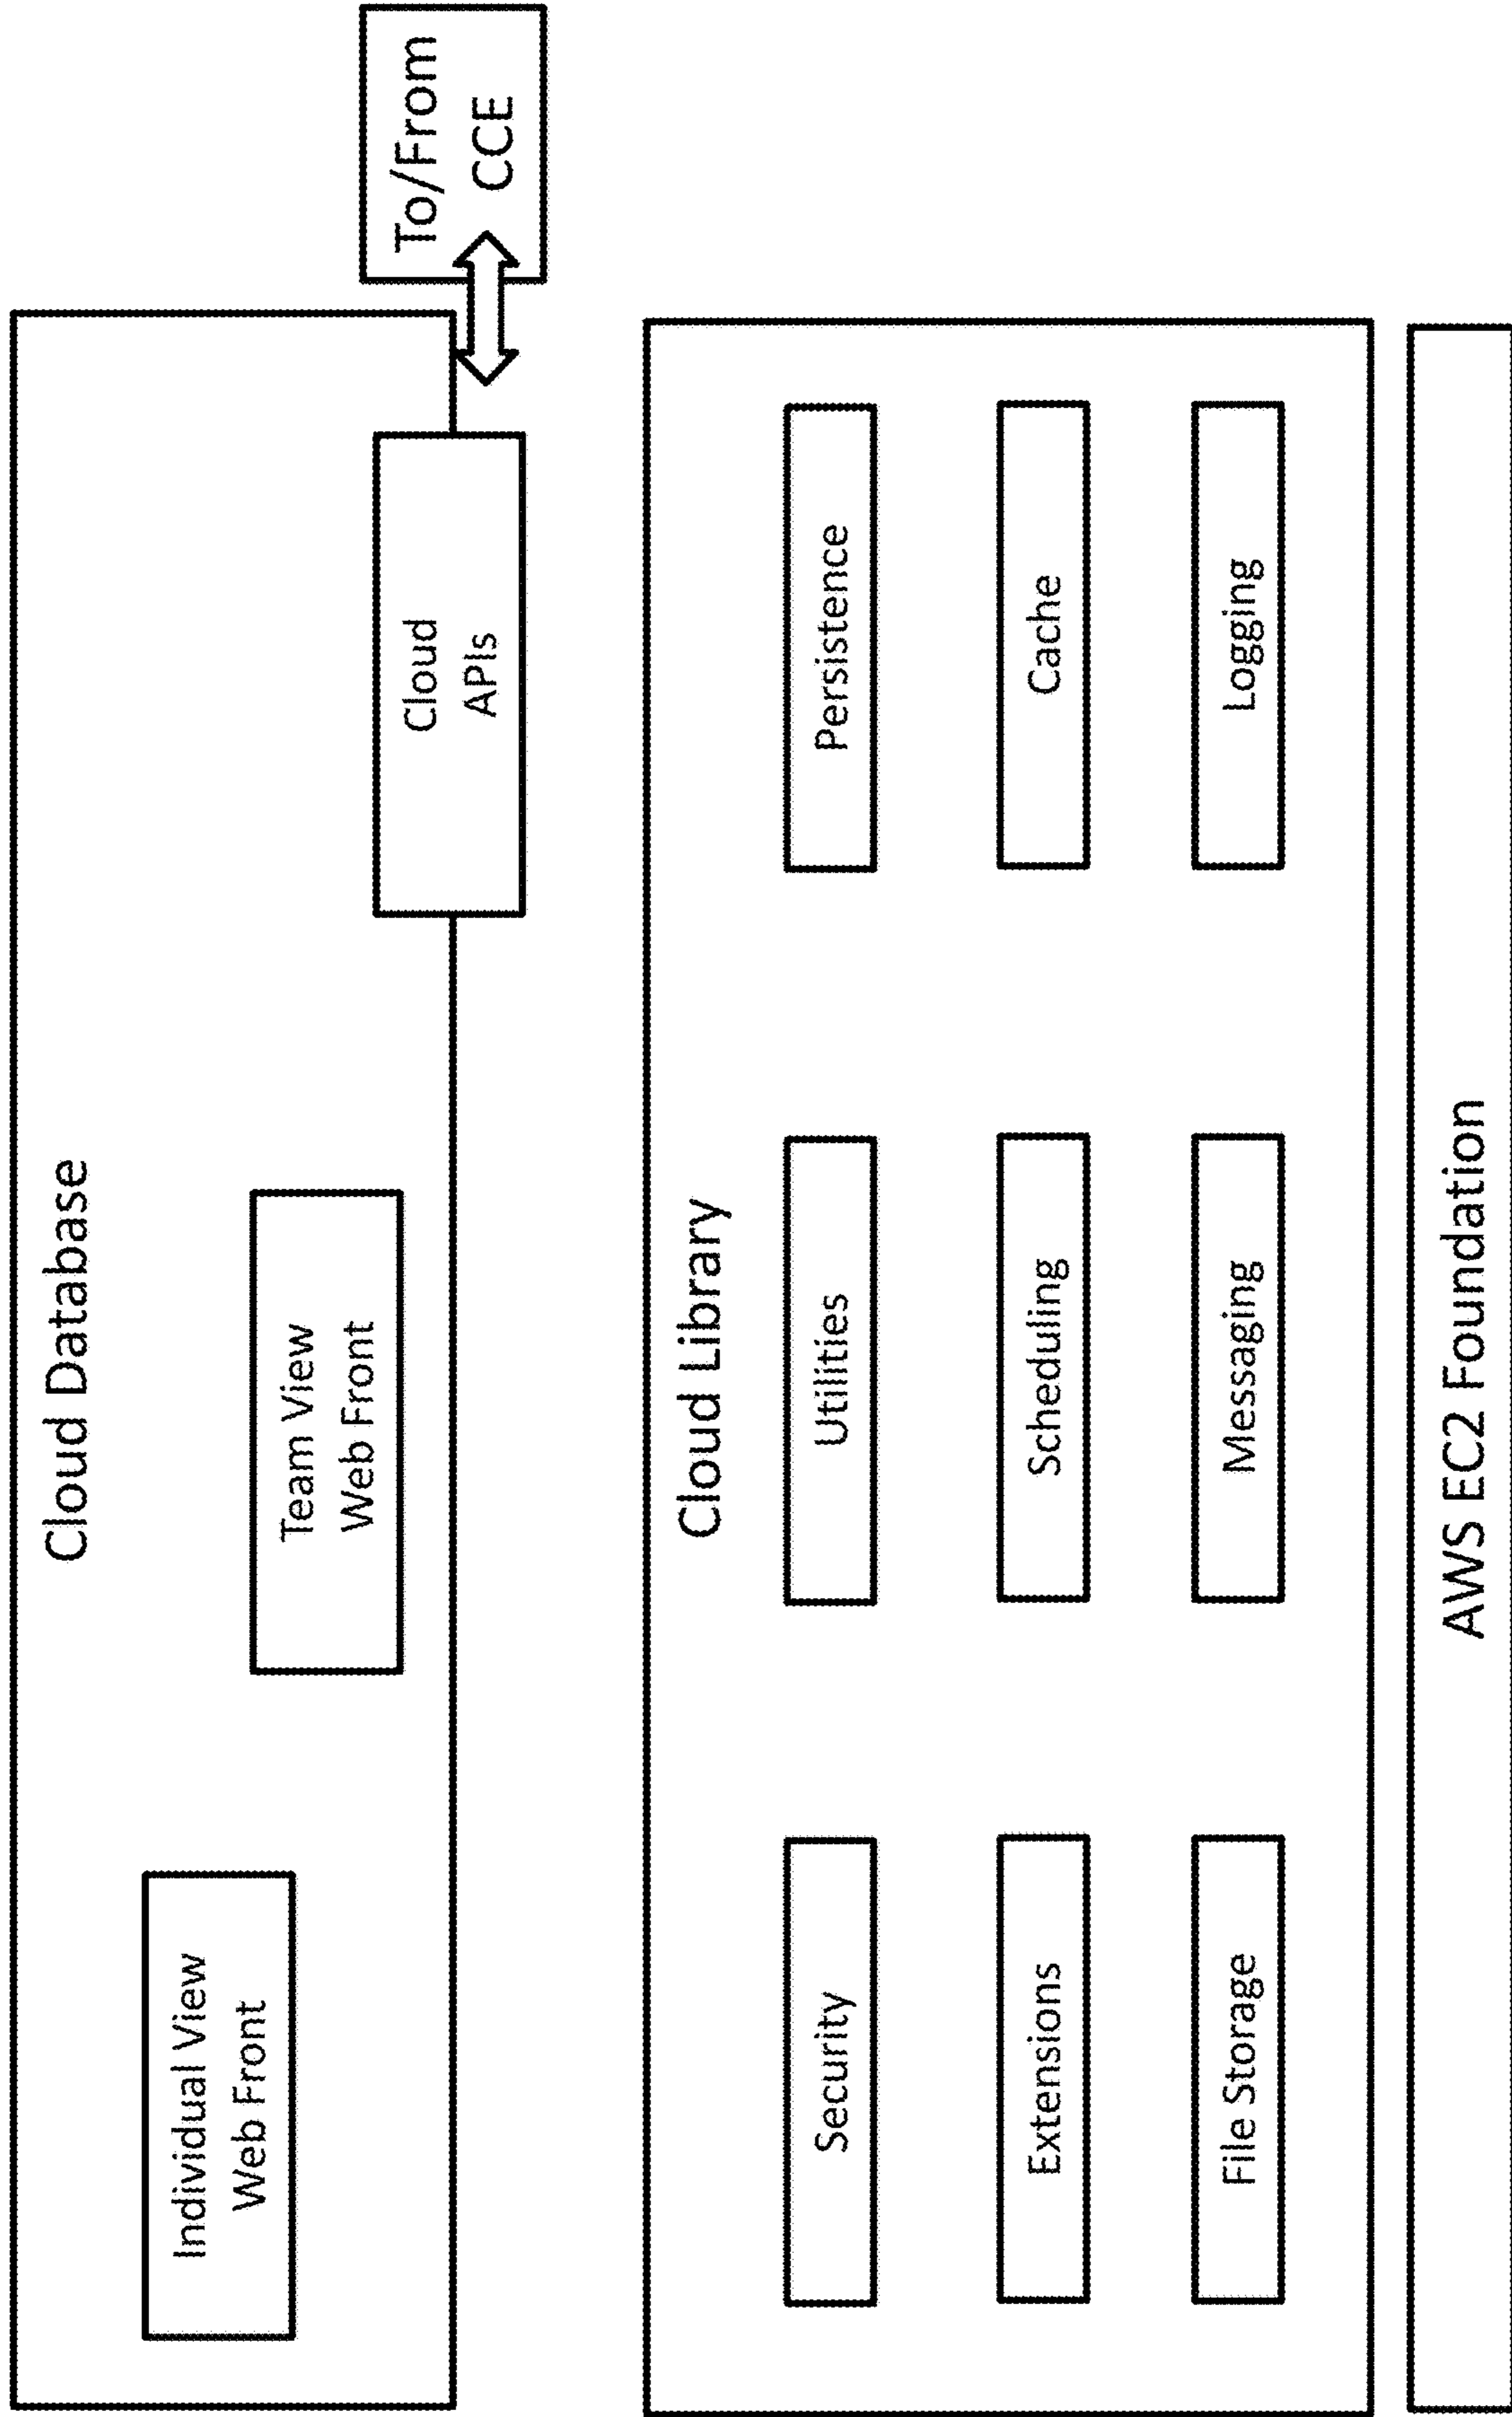 Cloud Database
Individual View
Web Front
Team View
Web Front
Cloud
APIs
To/From
CCE
Cloud Library
Security
Utilities
Persistence
Extensions
Scheduling
Cache
File Storage
Messaging
Logging
AWS EC2 Foundation